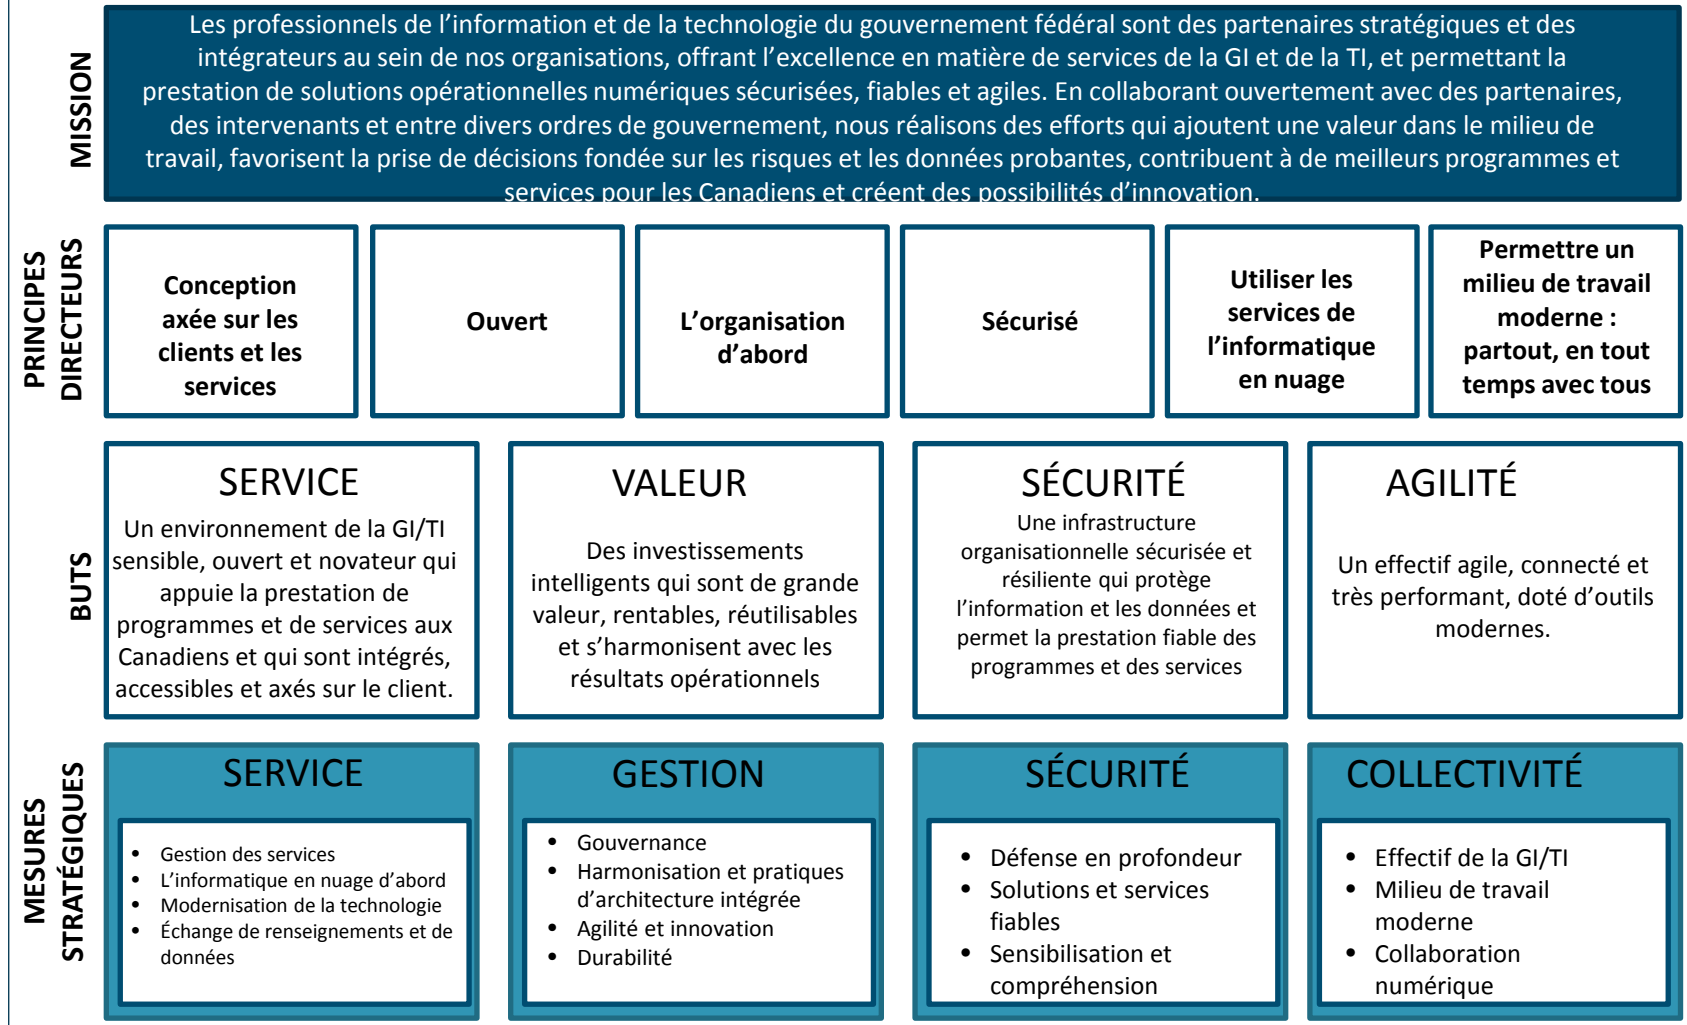 MISSION
Les professionnels de l’information et de la technologie du gouvernement fédéral sont des partenaires stratégiques et des
intégrateurs au sein de nos organisations, offrant l’excellence en matière de services de la GI et de la TI, et permettant la
prestation de solutions opérationnelles numériques sécurisées, fiables et agiles. En collaborant ouvertement avec des partenaires,
des intervenants et entre divers ordres de gouvernement, nous réalisons des efforts qui ajoutent une valeur dans le milieu de
travail, favorisent la prise de décisions fondée sur les risques et les données probantes, contribuent à de meilleurs programmes et
services pour les Canadiens et créent des possibilités d’innovation.
PRINCIPES
DIRECTEURS
Conception
axée sur les
clients et les
services
Ouvert
L’organisation
d’abord
Sécurisé
Utiliser les
services de
l’informatique
en nuage
Permettre un
milieu de travail
moderne :
partout, en tout
temps avec tous
BUTS
SERVICE
Un environnement de la GI/TI
sensible, ouvert et novateur qui
appuie la prestation de
programmes et de services aux
Canadiens et qui sont intégrés,
accessibles et axés sur le client.
VALEUR
Des investissements
intelligents qui sont de grande
valeur, rentables, réutilisables
et s’harmonisent avec les
résultats opérationnels
SÉCURITÉ
Une infrastructure
organisationnelle sécurisée et
résiliente qui protège
l’information et les données et
permet la prestation fiable des
programmes et des services
AGILITÉ
Un effectif agile, connecté et
très performant, doté d’outils
modernes.
MESURES
STRATÉGIQUES
SERVICE
• Gestion des services
• L’informatique en nuage d’abord
• Modernisation de la technologie
• Échange de renseignements et de
données
GESTION
• Gouvernance
• Harmonisation et pratiques
d’architecture intégrée
• Agilité et innovation
• Durabilité
SÉCURITÉ
• Défense en profondeur
• Solutions et services
fiables
• Sensibilisation et
compréhension
COLLECTIVITÉ
• Effectif de la GI/TI
• Milieu de travail
moderne
• Collaboration
numérique